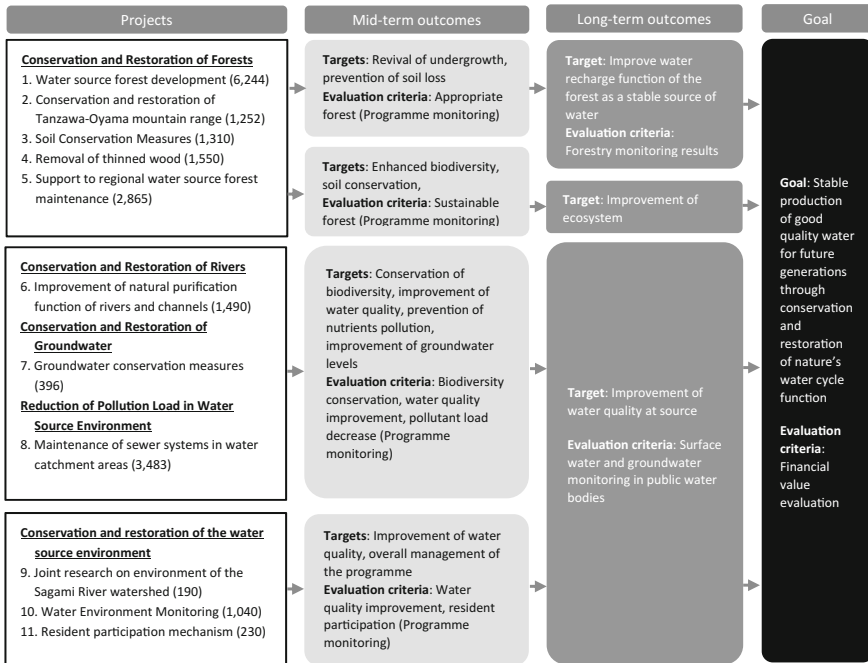 Projects
Mid-term outcomes
Long-term outcomes
Goal
Conservation and Restoration of Forests
1. Water source forest development (6,244)
2. Conservation and restoration of
Tanzawa-Oyama mountain range (1,252)
3. Soil Conservation Measures (1,310)
4. Removal of thinned wood (1,550)
5. Support to regional water source forest
maintenance (2,865)
Targets: Revival of undergrowth,
prevention of soil loss
Evaluation criteria: Appropriate
forest (Programme monitoring)
Target: Improve water
recharge function of the
forest as a stable source of
water
Evaluation criteria:
Forestry monitoring results
Targets: Enhanced biodiversity,
soil conservation,
Evaluation criteria: Sustainable
forest (Programme monitoring)
Target: Improvement of
ecosystem
Conservation and Restoration of Rivers
6. Improvement of natural purification
function of rivers and channels (1,490)
Conservation and Restoration of
Groundwater
7. Groundwater conservation measures
(396)
Reduction of Pollution Load in Water
Source Environment
8. Maintenance of sewer systems in water
catchment areas (3,483)
Targets: Conservation of
biodiversity, improvement of
water quality, prevention of
nutrients pollution,
improvement of groundwater
levels
Evaluation criteria: Biodiversity
conservation, water quality
improvement, pollutant load
decrease (Programme
monitoring)
Target: Improvement of
water quality at source
Evaluation criteria: Surface
water and groundwater
monitoring in public water
bodies
Conservation and restoration of the water
source environment
9. Joint research on environment of the
Sagami River watershed (190)
10. Water Environment Monitoring (1,040)
11. Resident participation mechanism (230)
Targets: Improvement of water
quality, overall management of
the programme
Evaluation criteria: Water
quality improvement, resident
participation (Programme
monitoring)
Goal: Stable
production
of good
quality water
for future
generations
through
conservation
and
restoration
of nature's
water cycle
function
Evaluation
criteria:
Financial
value
evaluation